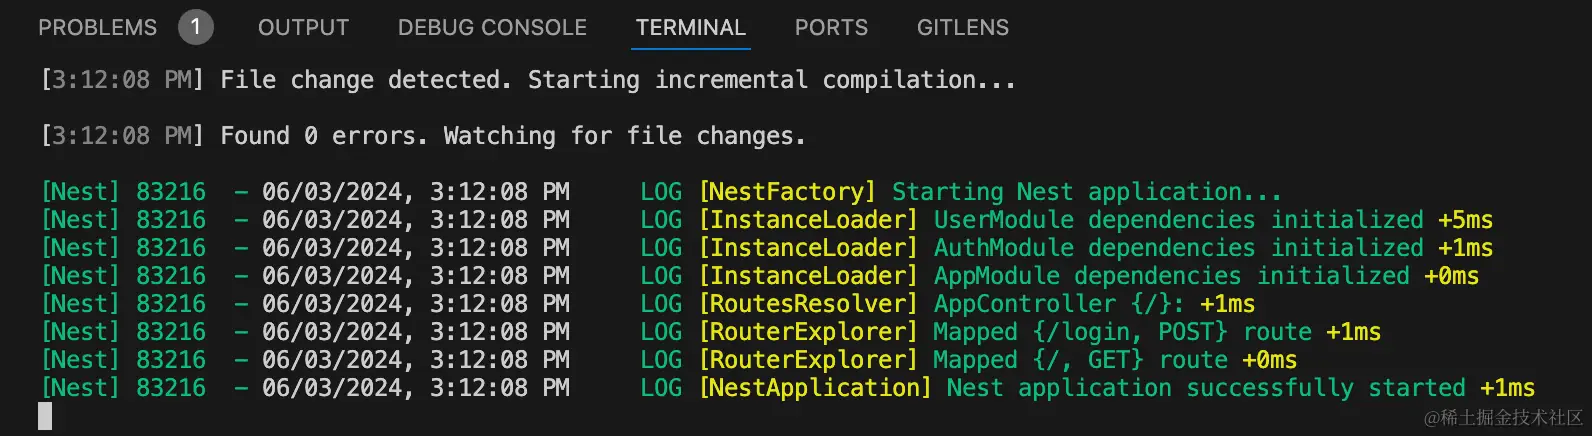 PROBLEMS 1 OUTPUT DEBUG CONSOLE TERMINAL PORTS GITLENS
[3:12:08 PM] File change detected. Starting incremental compilation...
[3:12:08 PM] Found 0 errors. Watching for file changes.
[Nest] 83216  - 06/03/2024, 3:12:08 PM     LOG [NestFactory] Starting Nest application...
[Nest] 83216  - 06/03/2024, 3:12:08 PM     LOG [InstanceLoader] UserModule dependencies initialized +5ms
[Nest] 83216  - 06/03/2024, 3:12:08 PM     LOG [InstanceLoader] AuthModule dependencies initialized +1ms
[Nest] 83216  - 06/03/2024, 3:12:08 PM     LOG [InstanceLoader] AppModule dependencies initialized +0ms
[Nest] 83216  - 06/03/2024, 3:12:08 PM     LOG [RoutesResolver] AppController {/}: +1ms
[Nest] 83216  - 06/03/2024, 3:12:08 PM     LOG [RouterExplorer] Mapped {/login, POST} route +1ms
[Nest] 83216  - 06/03/2024, 3:12:08 PM     LOG [RouterExplorer] Mapped {/, GET} route +0ms
[Nest] 83216  - 06/03/2024, 3:12:08 PM     LOG [NestApplication] Nest application successfully started +1ms
@稀土掘金技术社区